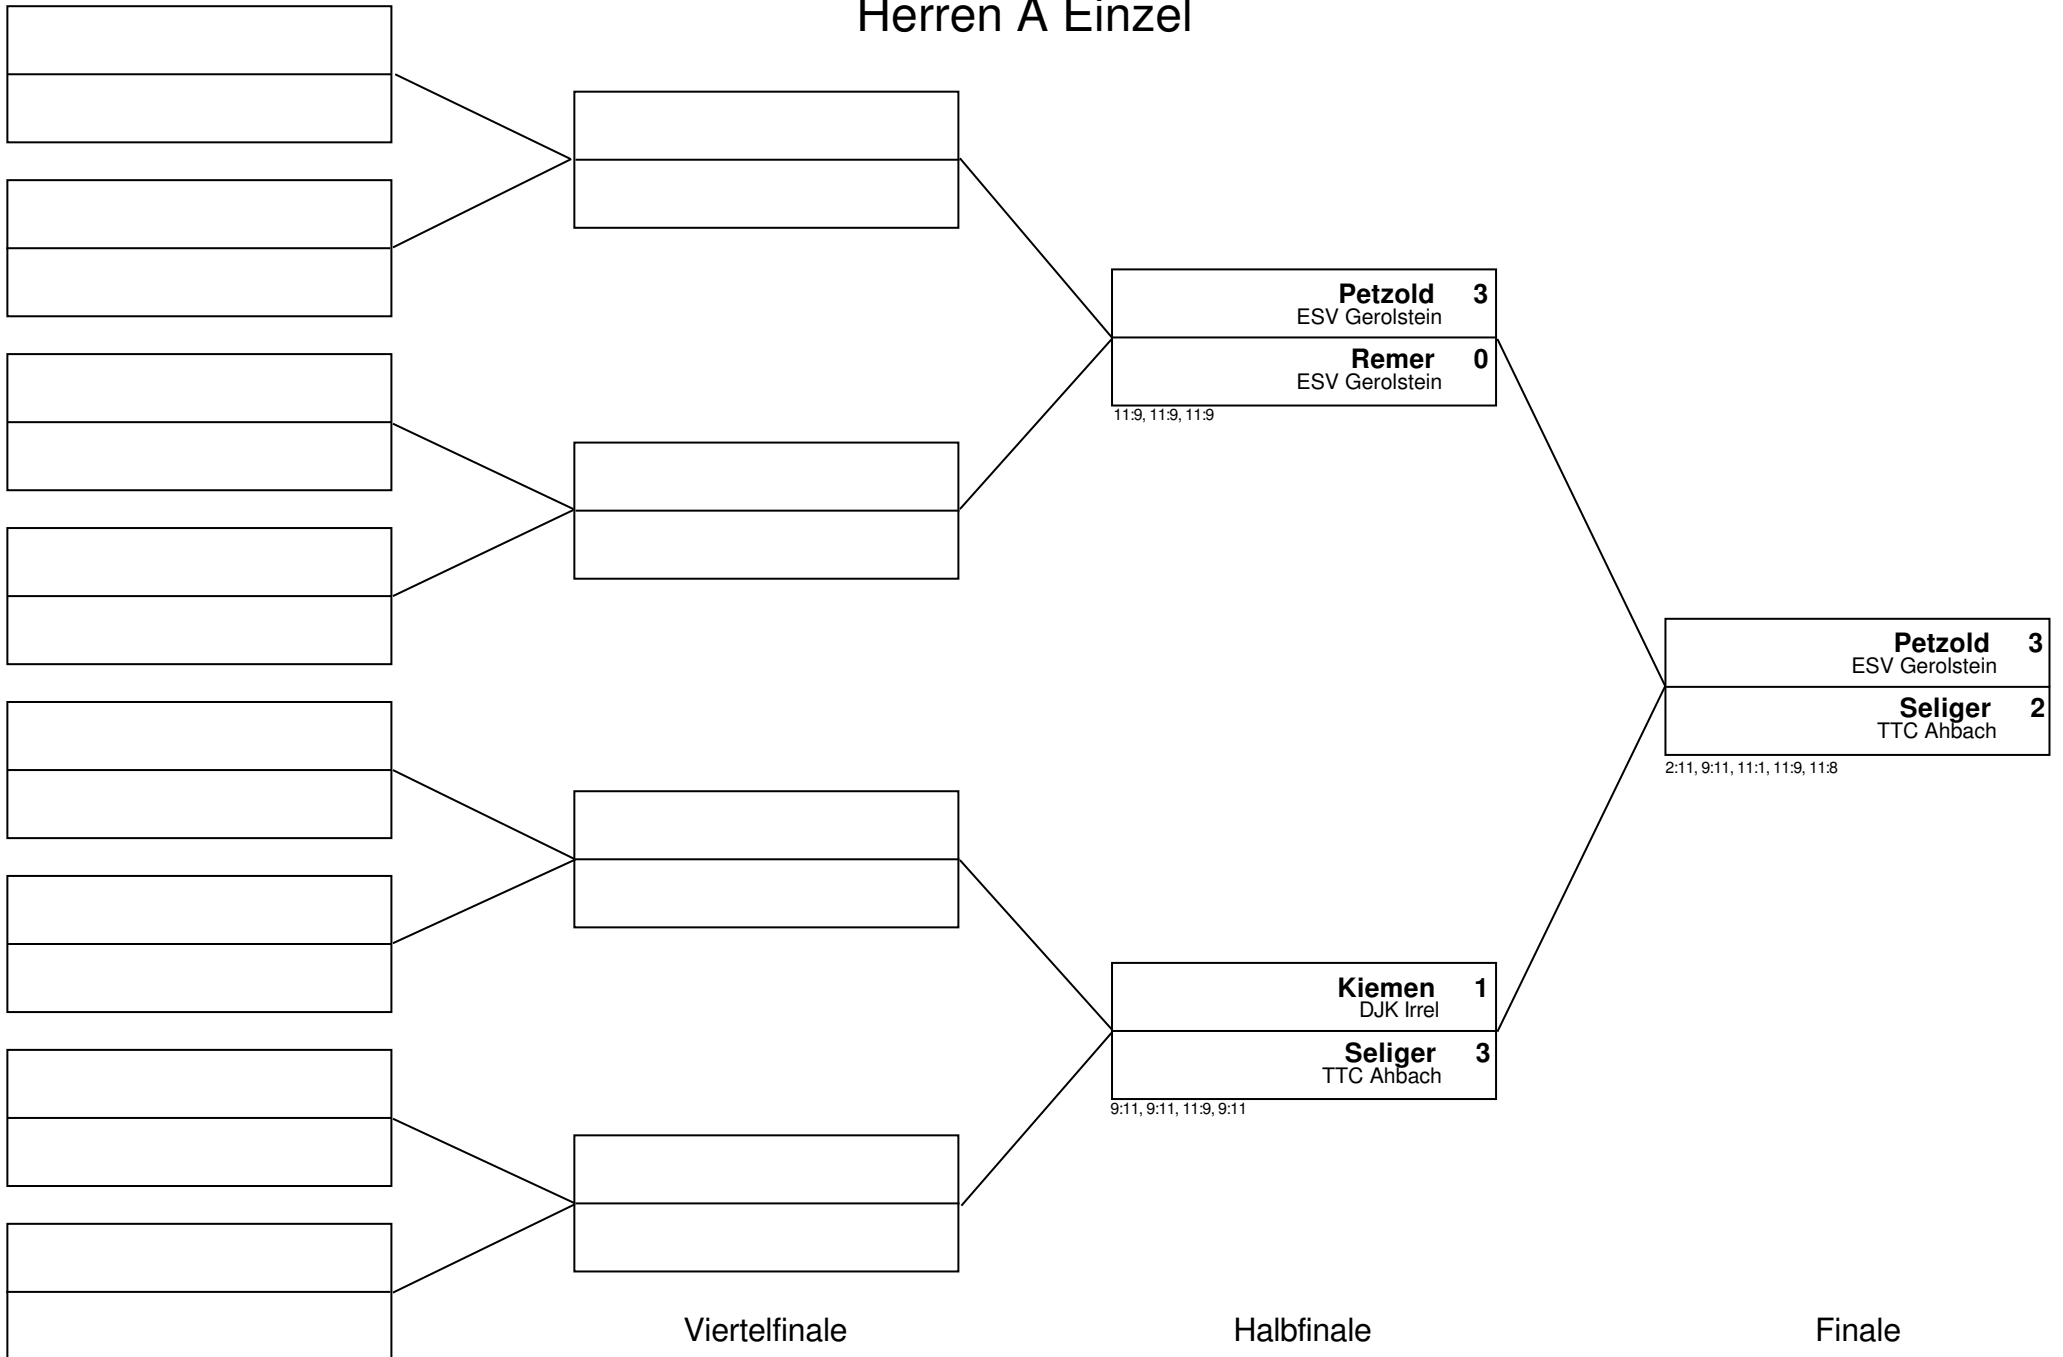 Herren A Einzel
Petzold 3
ESV Gerolstein
Remer 0
ESV Gerolstein
11:9, 11:9, 11:9
Petzold 3
ESV Gerolstein
Seliger 2
TTC Ahbach
2:11, 9:11, 11:1, 11:9, 11:8
Kiemen 1
DJK Irrel
Seliger 3
TTC Ahbach
9:11, 9:11, 11:9, 9:11
Viertelfinale Halbfinale Finale